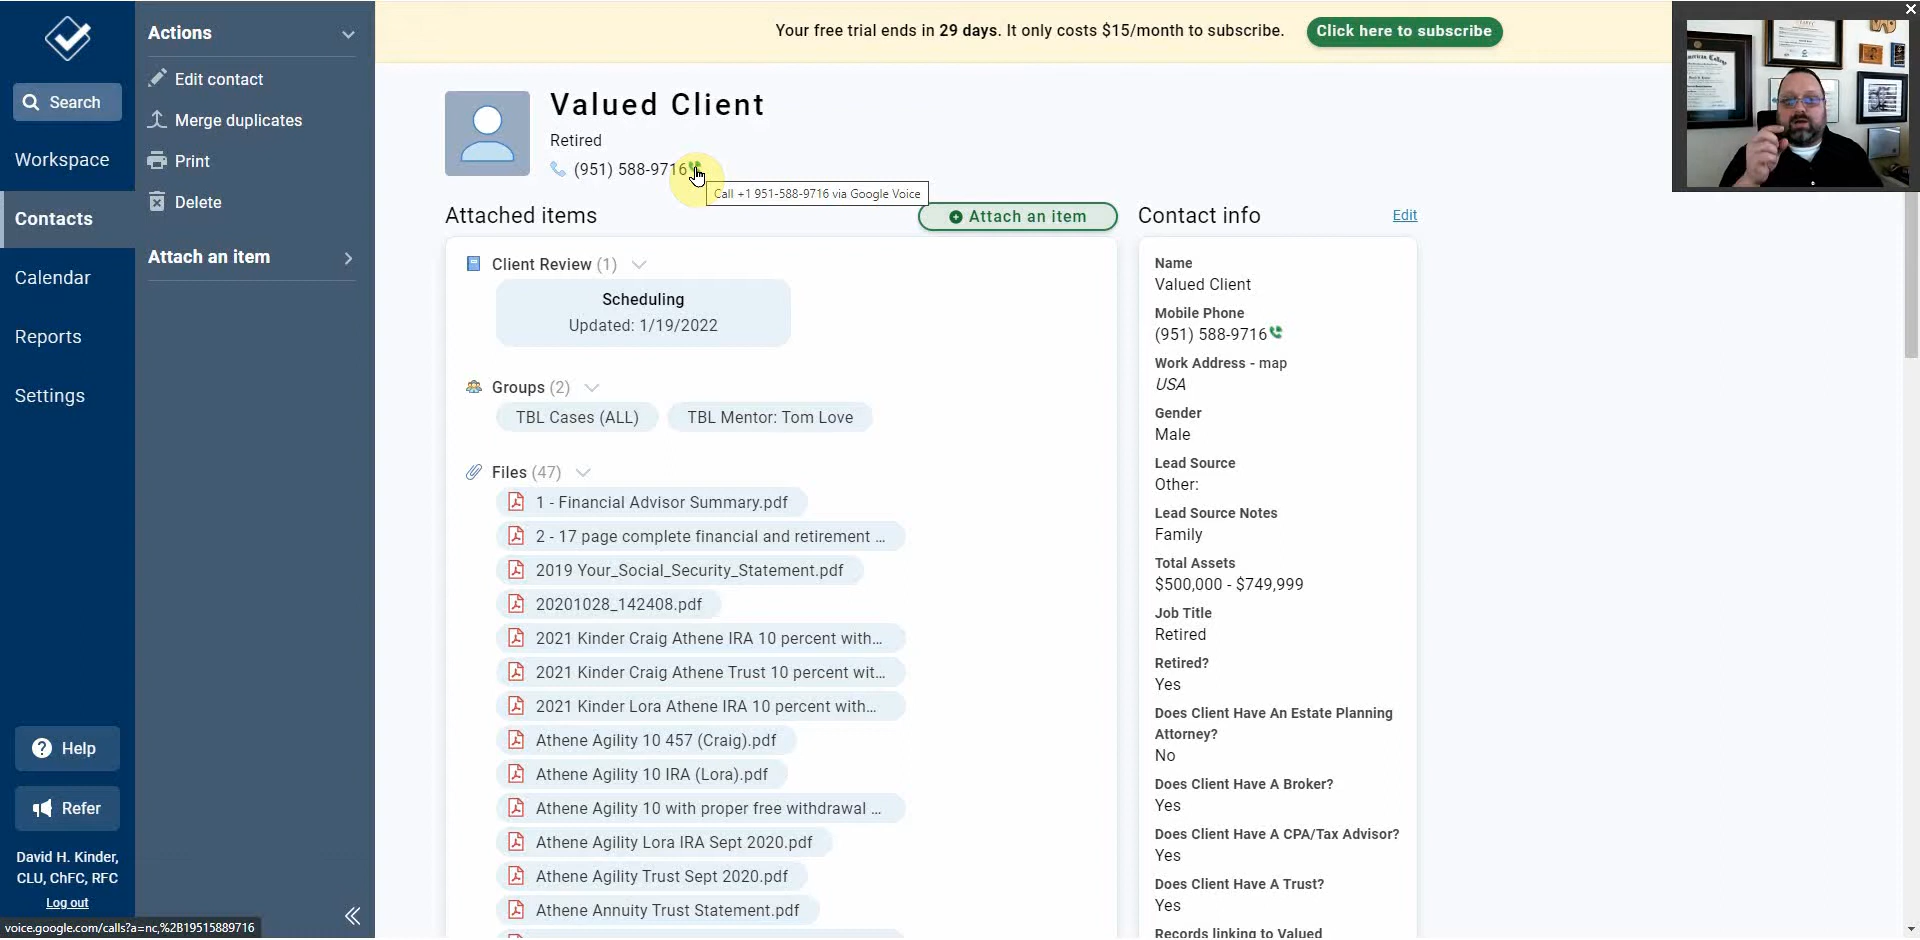 Actions
Edit contact
Merge duplicates
Print
Delete
Attach an item
Search
Workspace
Contacts
Calendar
Reports
Settings
Help
Refer
David H. Kinder,
CLU, ChFC, RFC
Log out
voice.google.com/calls?a=nc,%2B19515889716
Your free trial ends in 29 days. It only costs $15/month to subscribe.
Click here to subscribe
Valued Client
Retired
(951) 588-9716
Call +1 951-588-9716 via Google Voice
Attached items
Attach an item
Client Review (1)
Scheduling
Updated: 1/19/2022
Groups (2)
TBL Cases (ALL)
TBL Mentor: Tom Love
Files (47)
1 - Financial Advisor Summary.pdf
2 - 17 page complete financial and retirement ...
2019 Your_Social_Security_Statement.pdf
20201028_142408.pdf
2021 Kinder Craig Athene IRA 10 percent with...
2021 Kinder Craig Athene Trust 10 percent wit...
2021 Kinder Lora Athene IRA 10 percent with...
Athene Agility 10 457 (Craig).pdf
Athene Agility 10 IRA (Lora).pdf
Athene Agility 10 with proper free withdrawal ...
Athene Agility Lora IRA Sept 2020.pdf
Athene Agility Trust Sept 2020.pdf
Athene Annuity Trust Statement.pdf
Contact info
Edit
Name
Valued Client
Mobile Phone
(951) 588-9716
Work Address - map
USA
Gender
Male
Lead Source
Other:
Lead Source Notes
Family
Total Assets
$500,000 - $749,999
Job Title
Retired
Retired?
Yes
Does Client Have An Estate Planning
Attorney?
No
Does Client Have A Broker?
Yes
Does Client Have A CPA/Tax Advisor?
Yes
Does Client Have A Trust?
Yes
Records linking to Valued